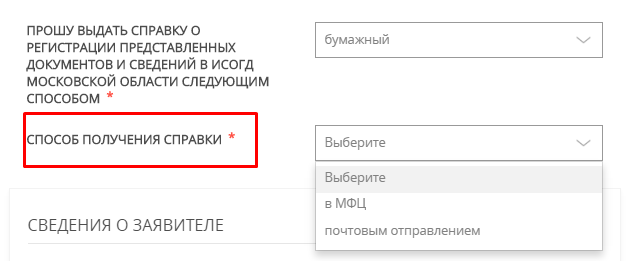 ПРОШУ ВЫДАТЬ СПРАВКУ О
РЕГИСТРАЦИИ ПРЕДСТАВЛЕННЫХ
ДОКУМЕНТОВ И СВЕДЕНИЙ В ИСОГД
МОСКОВСКОЙ ОБЛАСТИ СЛЕДУЮЩИМ
СПОСОБОМ *
бумажный
СПОСОБ ПОЛУЧЕНИЯ СПРАВКИ *
Выберите
Выберите
в МФЦ
почтовым отправлением
СВЕДЕНИЯ О ЗАЯВИТЕЛЕ